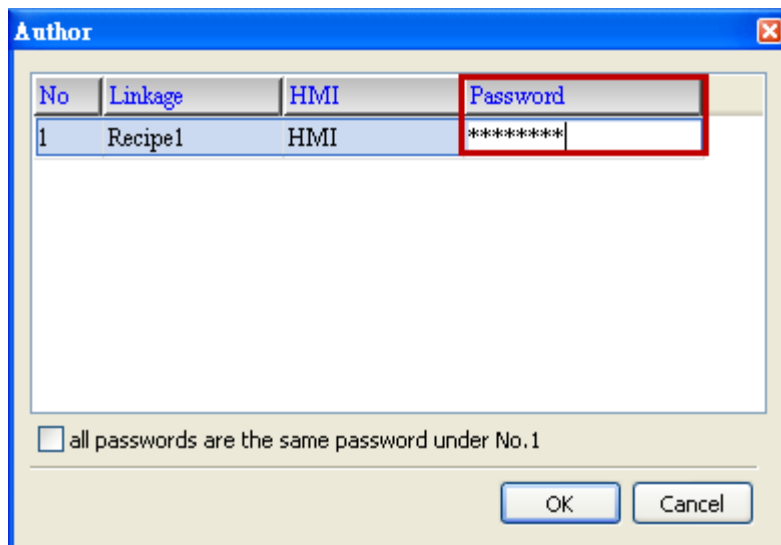 Author
No Linkage HMI Password
1 Recipe1 HMI ********
all passwords are the same password under No.1
OK Cancel